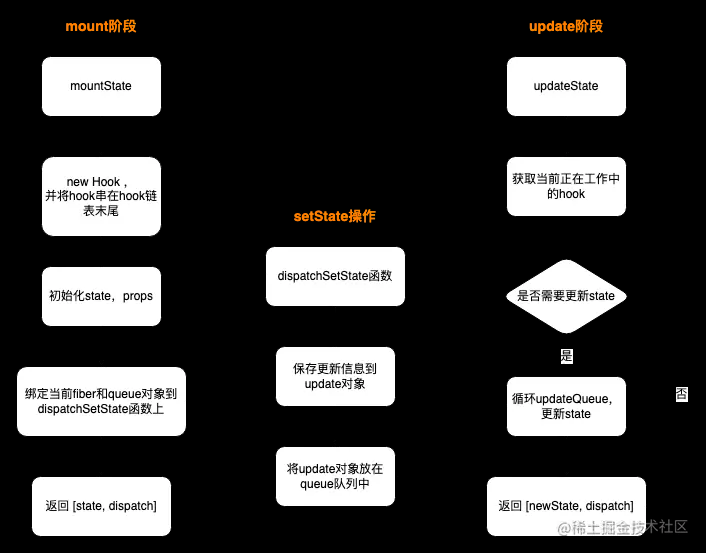 mount阶段
mountState
new Hook ，
并将hook串在hook链
表末尾
初始化state，props
绑定当前fiber和queue对象到
dispatchSetState函数上
返回 [state, dispatch]
setState操作
dispatchSetState函数
保存更新信息到
update对象
将update对象放在
queue队列中
update阶段
updateState
获取当前正在工作中
的hook
是否需要更新state
是
否
循环updateQueue，
更新state
返回 [newState, dispatch]
@稀土掘金技术社区